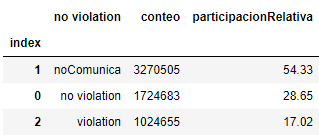 no violation conteo participacionRelativa
index
1 noComunica 3270505 54.33
0 no violation 1724683 28.65
2 violation 1024655 17.02